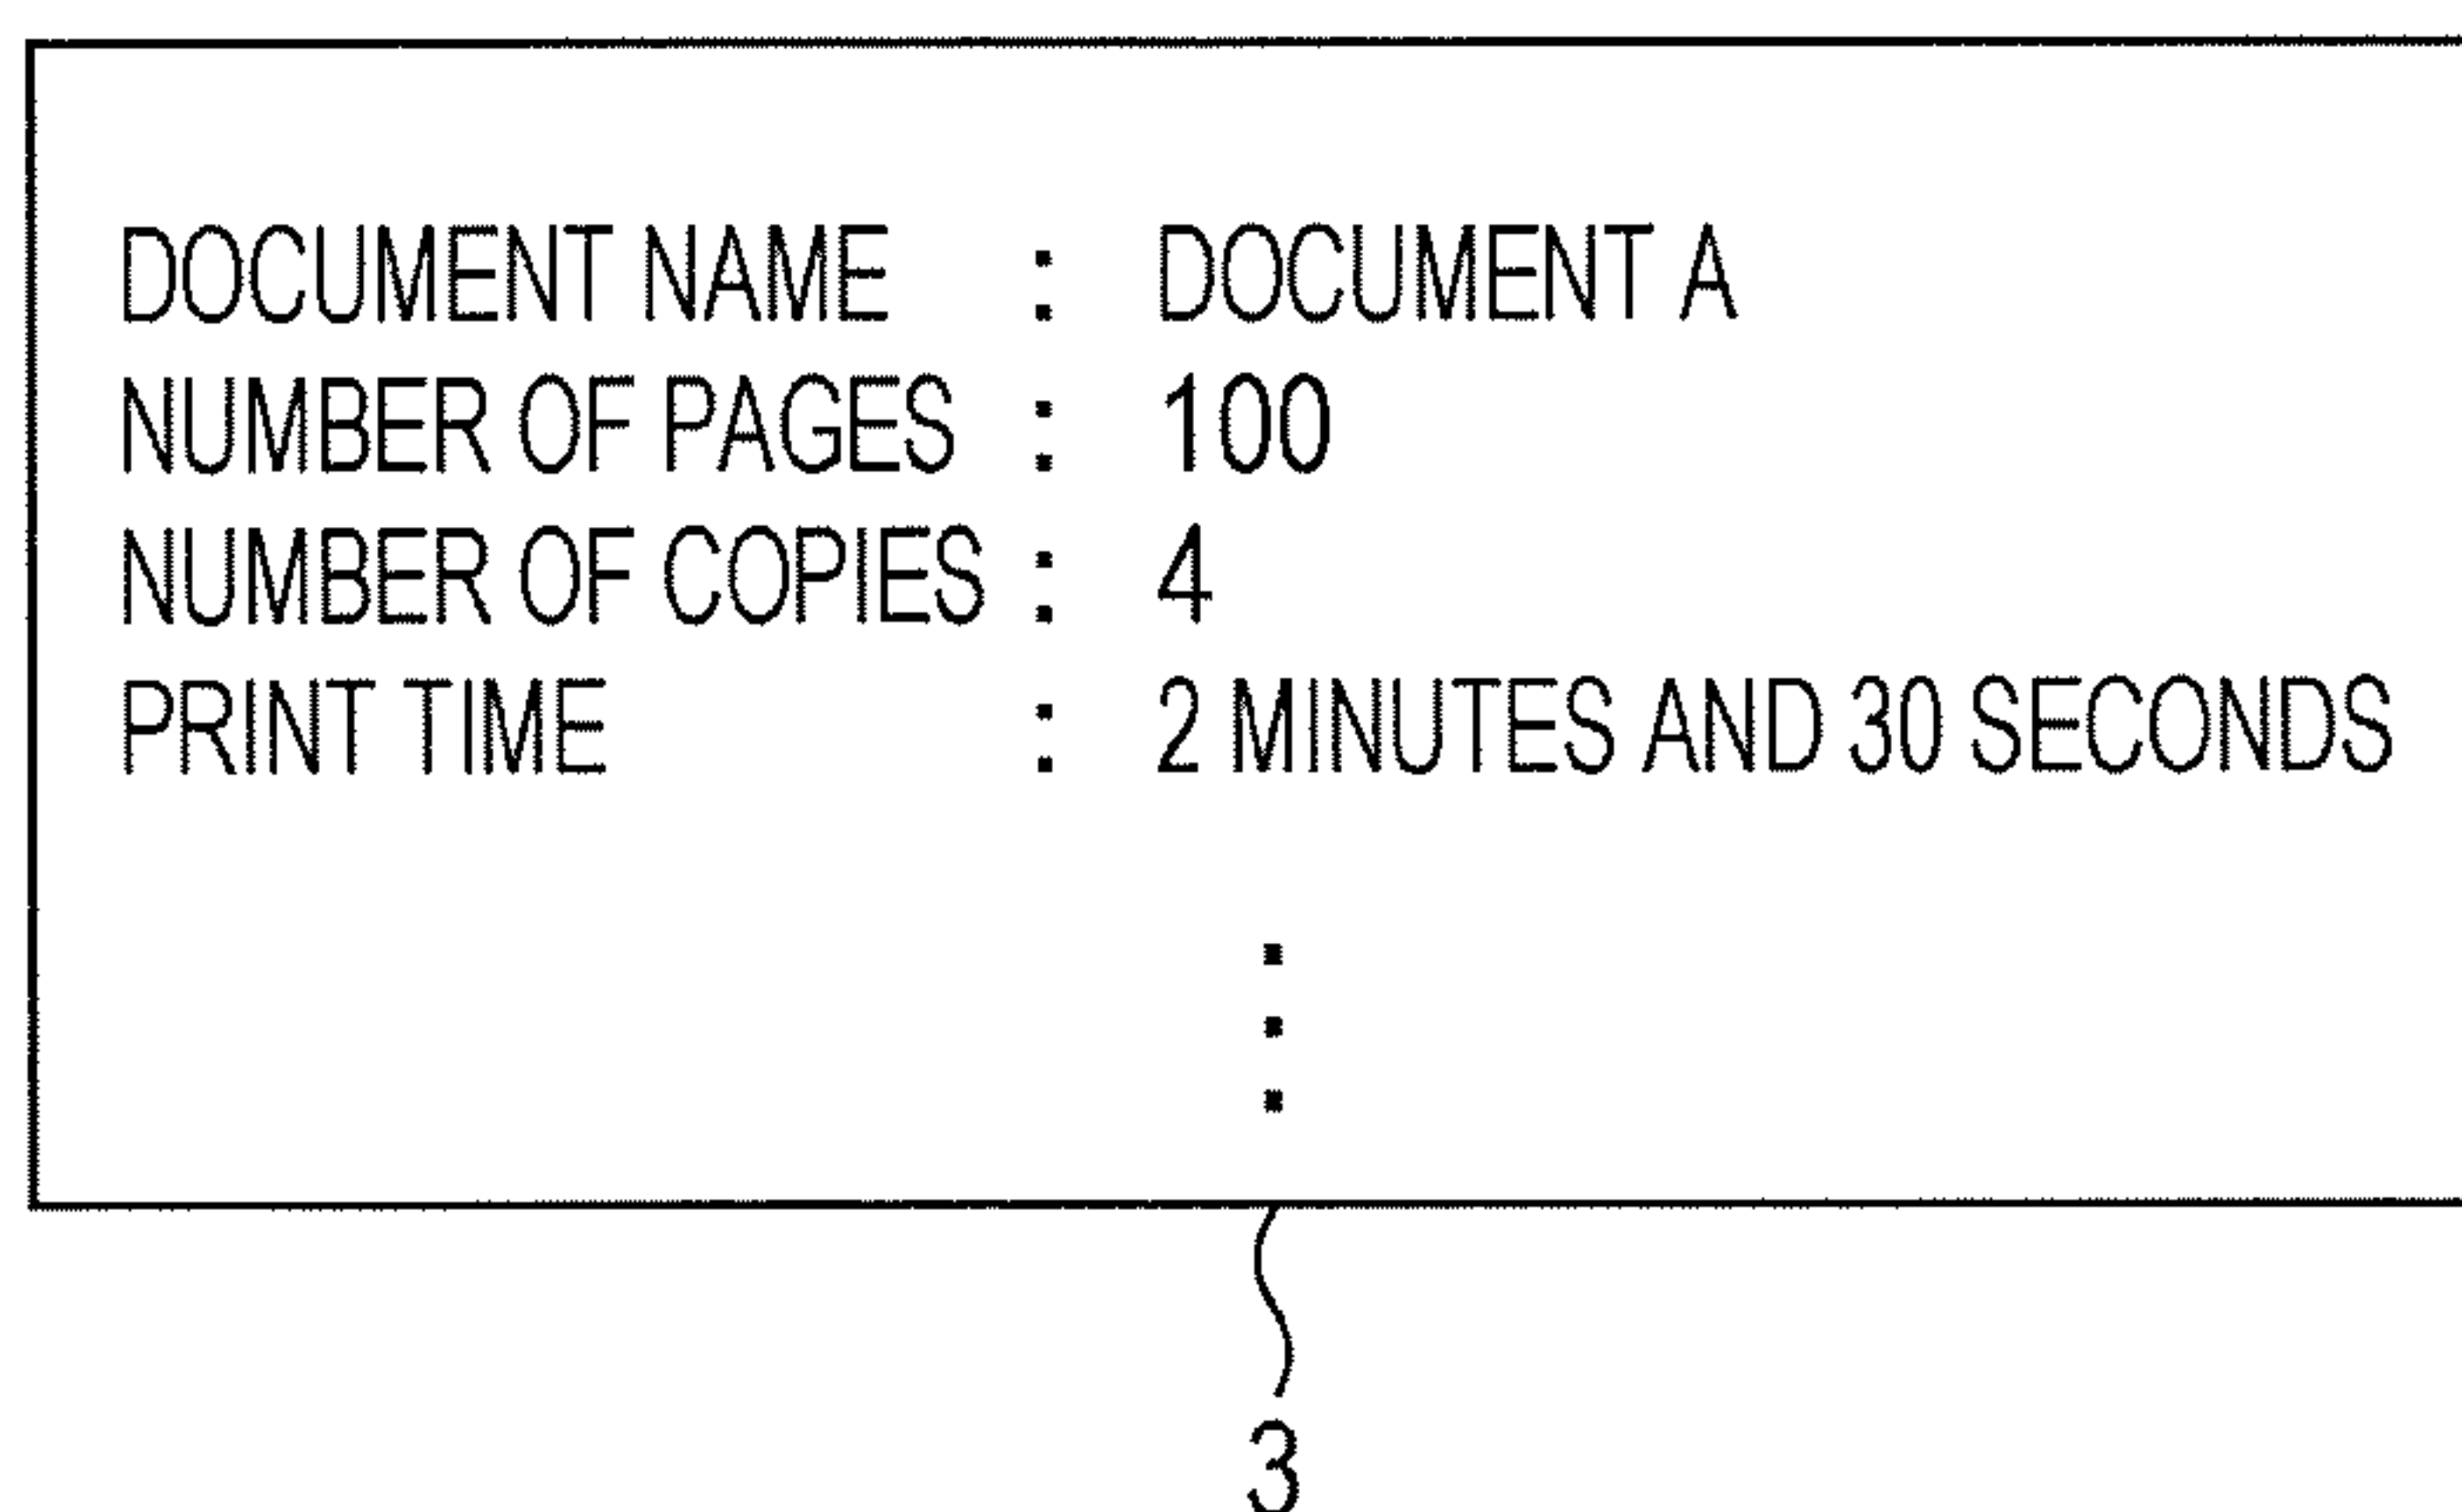 DOCUMENT NAME : DOCUMENT A
NUMBER OF PAGES : 100
NUMBER OF COPIES : 4
PRINT TIME : 2 MINUTES AND 30 SECONDS
3